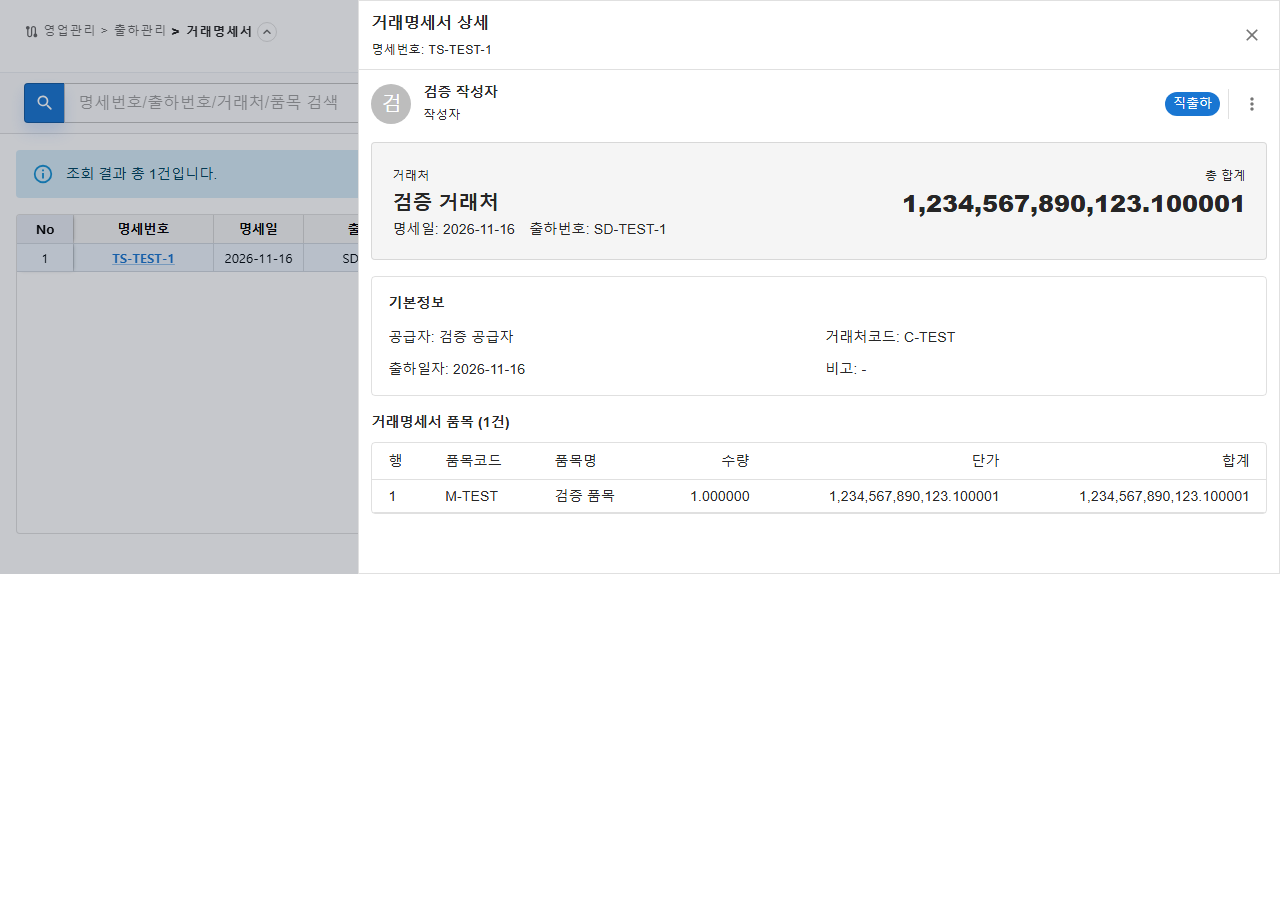 영업관리 > 출하관리 > 거래명세서
명세번호/출하번호/거래처/품목 검색
조회 결과 총 1건입니다.
No 명세번호 명세일
1 TS-TEST-1 2026-11-16 SD
거래명세서 상세
명세번호: TS-TEST-1
검 검증 작성자
작성자
직출하
거래처 총 합계
검증 거래처 1,234,567,890,123.100001
명세일: 2026-11-16 출하번호: SD-TEST-1
기본정보
공급자: 검증 공급자 거래처코드: C-TEST
출하일자: 2026-11-16 비고: -
거래명세서 품목 (1건)
행 품목코드 품목명 수량 단가 합계
1 M-TEST 검증 품목 1.000000 1,234,567,890,123.100001 1,234,567,890,123.100001